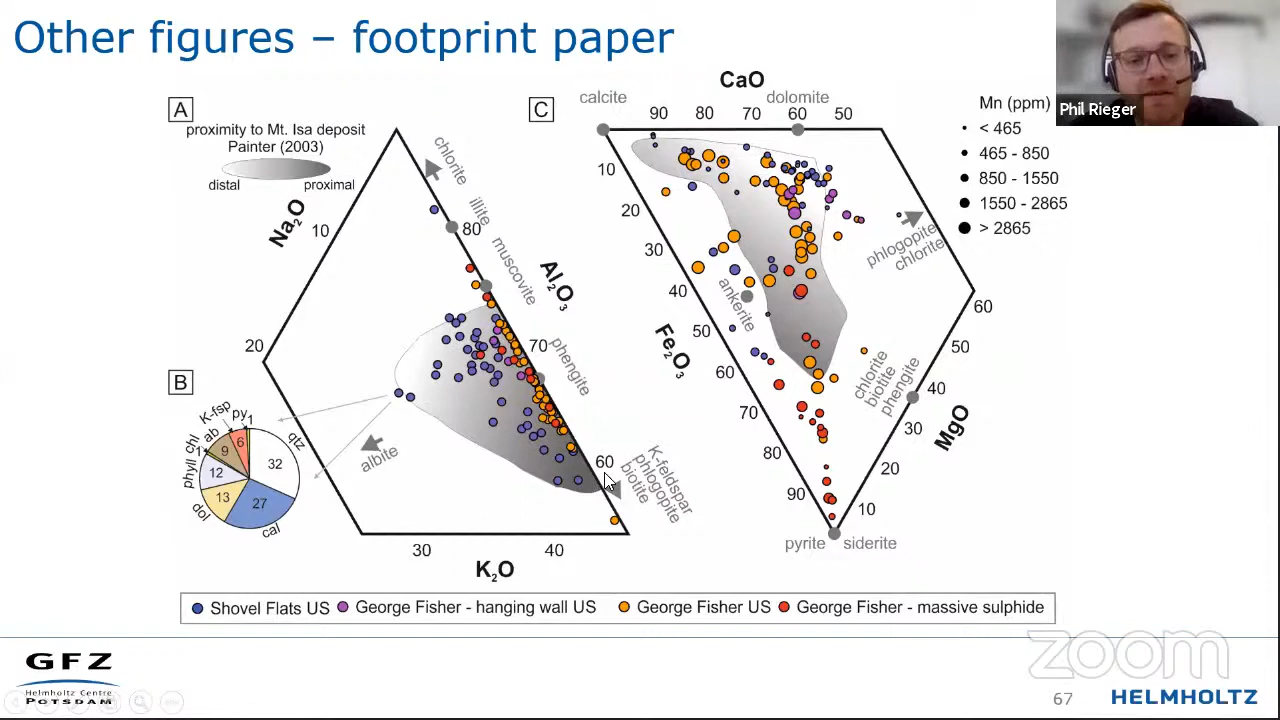 Other figures – footprint paper
Phil Rieger
A
proximity to Mt. Isa deposit
Painter (2003)
distal
proximal
Na2O
10
20
chlorite
illite
80
muscovite
Al2O3
70
phengite
60
K-feldspar
phlogopite
biotite
albite
30
40
K2O
B
K-fsp
py
1
qtz
32
27
cal
13
dol
12
phyll
1
chl
9
ab
6
C
CaO
calcite
90
80
70
dolomite
60
50
10
20
30
40
50
60
70
80
90
Fe2O3
ankerite
phlogopite
chlorite
60
50
40
30
20
10
MgO
chlorite
biotite
phengite
pyrite
siderite
Mn (ppm)
< 465
465 - 850
850 - 1550
1550 - 2865
> 2865
Shovel Flats US
George Fisher - hanging wall US
George Fisher US
George Fisher - massive sulphide
zoom
GFZ
Helmholtz Centre
POTSDAM
67
HELMHOLTZ